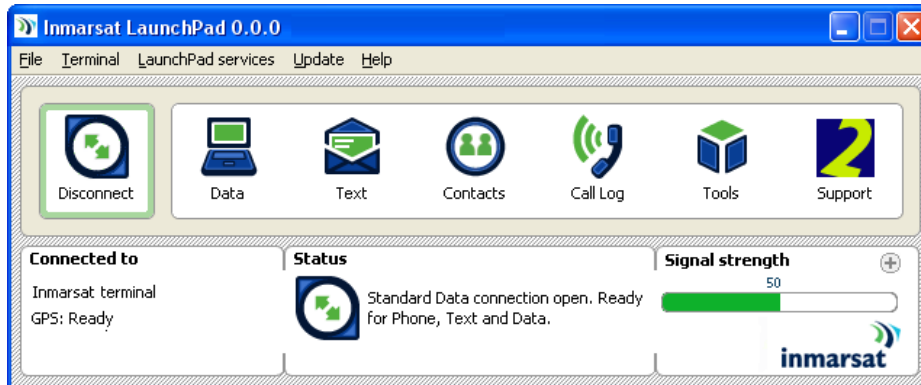 Inmarsat LaunchPad 0.0.0
File Terminal LaunchPad services Update Help
Disconnect Data Text Contacts Call Log Tools Support
Connected to
Inmarsat terminal
GPS: Ready
Status
Standard Data connection open. Ready
for Phone, Text and Data.
Signal strength
50
inmarsat